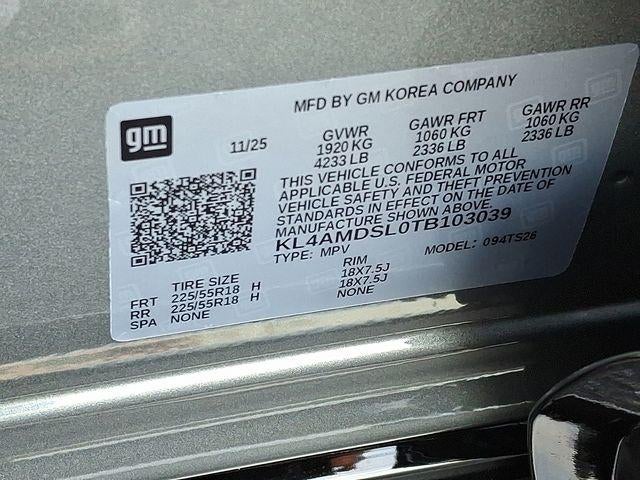 MFD BY GM KOREA COMPANY
gm
11/25
GVWR GAWR FRT GAWR RR
1920 KG 1060 KG 1060 KG
4233 LB 2336 LB 2336 LB
THIS VEHICLE CONFORMS TO ALL
APPLICABLE U.S. FEDERAL MOTOR
VEHICLE SAFETY AND THEFT PREVENTION
STANDARDS IN EFFECT ON THE DATE OF
MANUFACTURE SHOWN ABOVE.
KL4AMDSL0TB103039
TYPE: MPV MODEL: 094TS26
TIRE SIZE RIM
FRT 225/55R18 H 18X7.5J
RR 225/55R18 H 18X7.5J
SPA NONE NONE